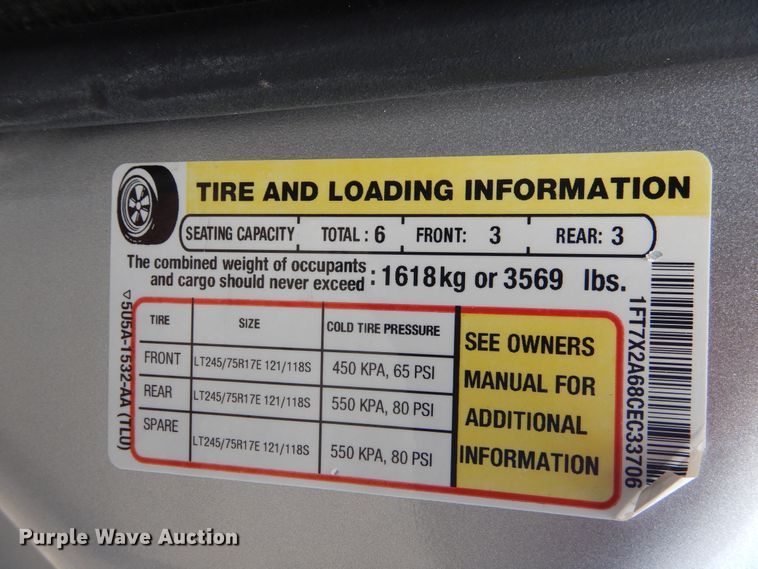 TIRE AND LOADING INFORMATION
SEATING CAPACITY TOTAL : 6 FRONT: 3 REAR: 3
The combined weight of occupants
and cargo should never exceed : 1618kg or 3569 lbs.
TIRE SIZE COLD TIRE PRESSURE
FRONT LT245/75R17E 121/118S 450 KPA, 65 PSI
REAR LT245/75R17E 121/118S 550 KPA, 80 PSI
SPARE LT245/75R17E 121/118S 550 KPA, 80 PSI
SEE OWNERS
MANUAL FOR
ADDITIONAL
INFORMATION
5U5A-1532-AA (TLU)
1FT7X2A68CEC33706
Purple Wave Auction